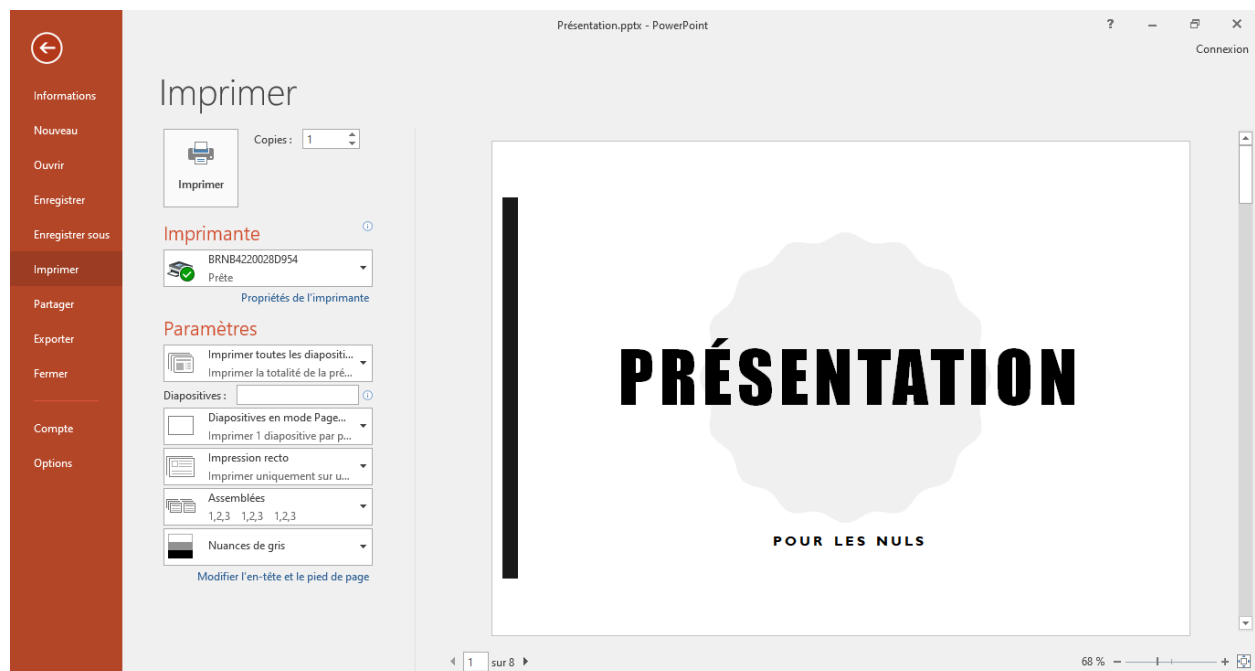 Présentation.pptx - PowerPoint
?
Connexion
Informations
Nouveau
Ouvrir
Enregistrer
Enregistrer sous
Imprimer
Partager
Exporter
Fermer
Compte
Options
Imprimer
Imprimer
Copies : 1
Imprimante
BRNB4220028D954
Prête
Propriétés de l'imprimante
Paramètres
Imprimer toutes les diapositi...
Imprimer la totalité de la pré...
Diapositives :
Diapositives en mode Page...
Imprimer 1 diapositive par p...
Impression recto
Imprimer uniquement sur u...
Assemblées
1,2,3 1,2,3 1,2,3
Nuances de gris
Modifier l'en-tête et le pied de page
PRÉSENTATION
POUR LES NULS
1 sur 8
68 %